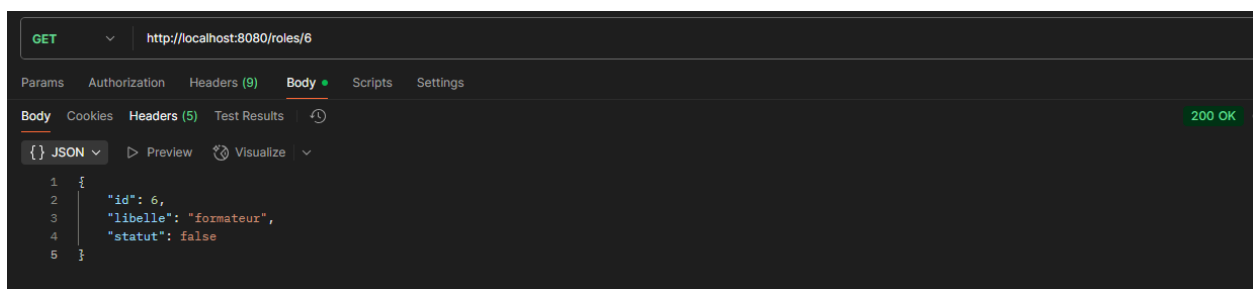 GET http://localhost:8080/roles/6
Params Authorization Headers (9) Body Scripts Settings
Body Cookies Headers (5) Test Results 200 OK
{} JSON Preview Visualize
1 {
2 "id": 6,
3 "libelle": "formateur",
4 "statut": false
5 }